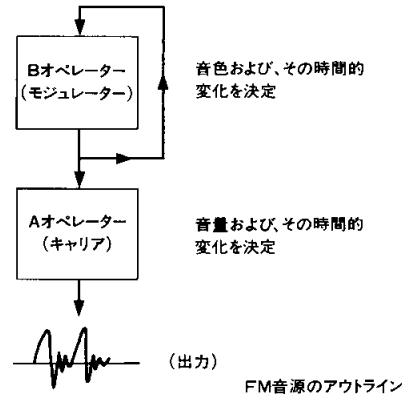 Bオペレーター
(モジュレーター)
音色および、その時間的
変化を決定
Aオペレーター
(キャリア)
音量および、その時間的
変化を決定
(出力)
FM音源のアウトライン